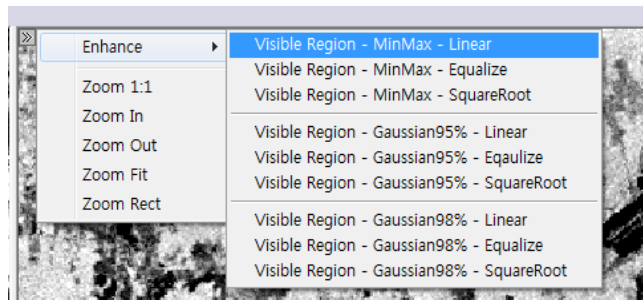 Enhance
Zoom 1:1
Zoom In
Zoom Out
Zoom Fit
Zoom Rect
Visible Region - MinMax - Linear
Visible Region - MinMax - Equalize
Visible Region - MinMax - SquareRoot
Visible Region - Gaussian95% - Linear
Visible Region - Gaussian95% - Eqaulize
Visible Region - Gaussian95% - SquareRoot
Visible Region - Gaussian98% - Linear
Visible Region - Gaussian98% - Equalize
Visible Region - Gaussian98% - SquareRoot